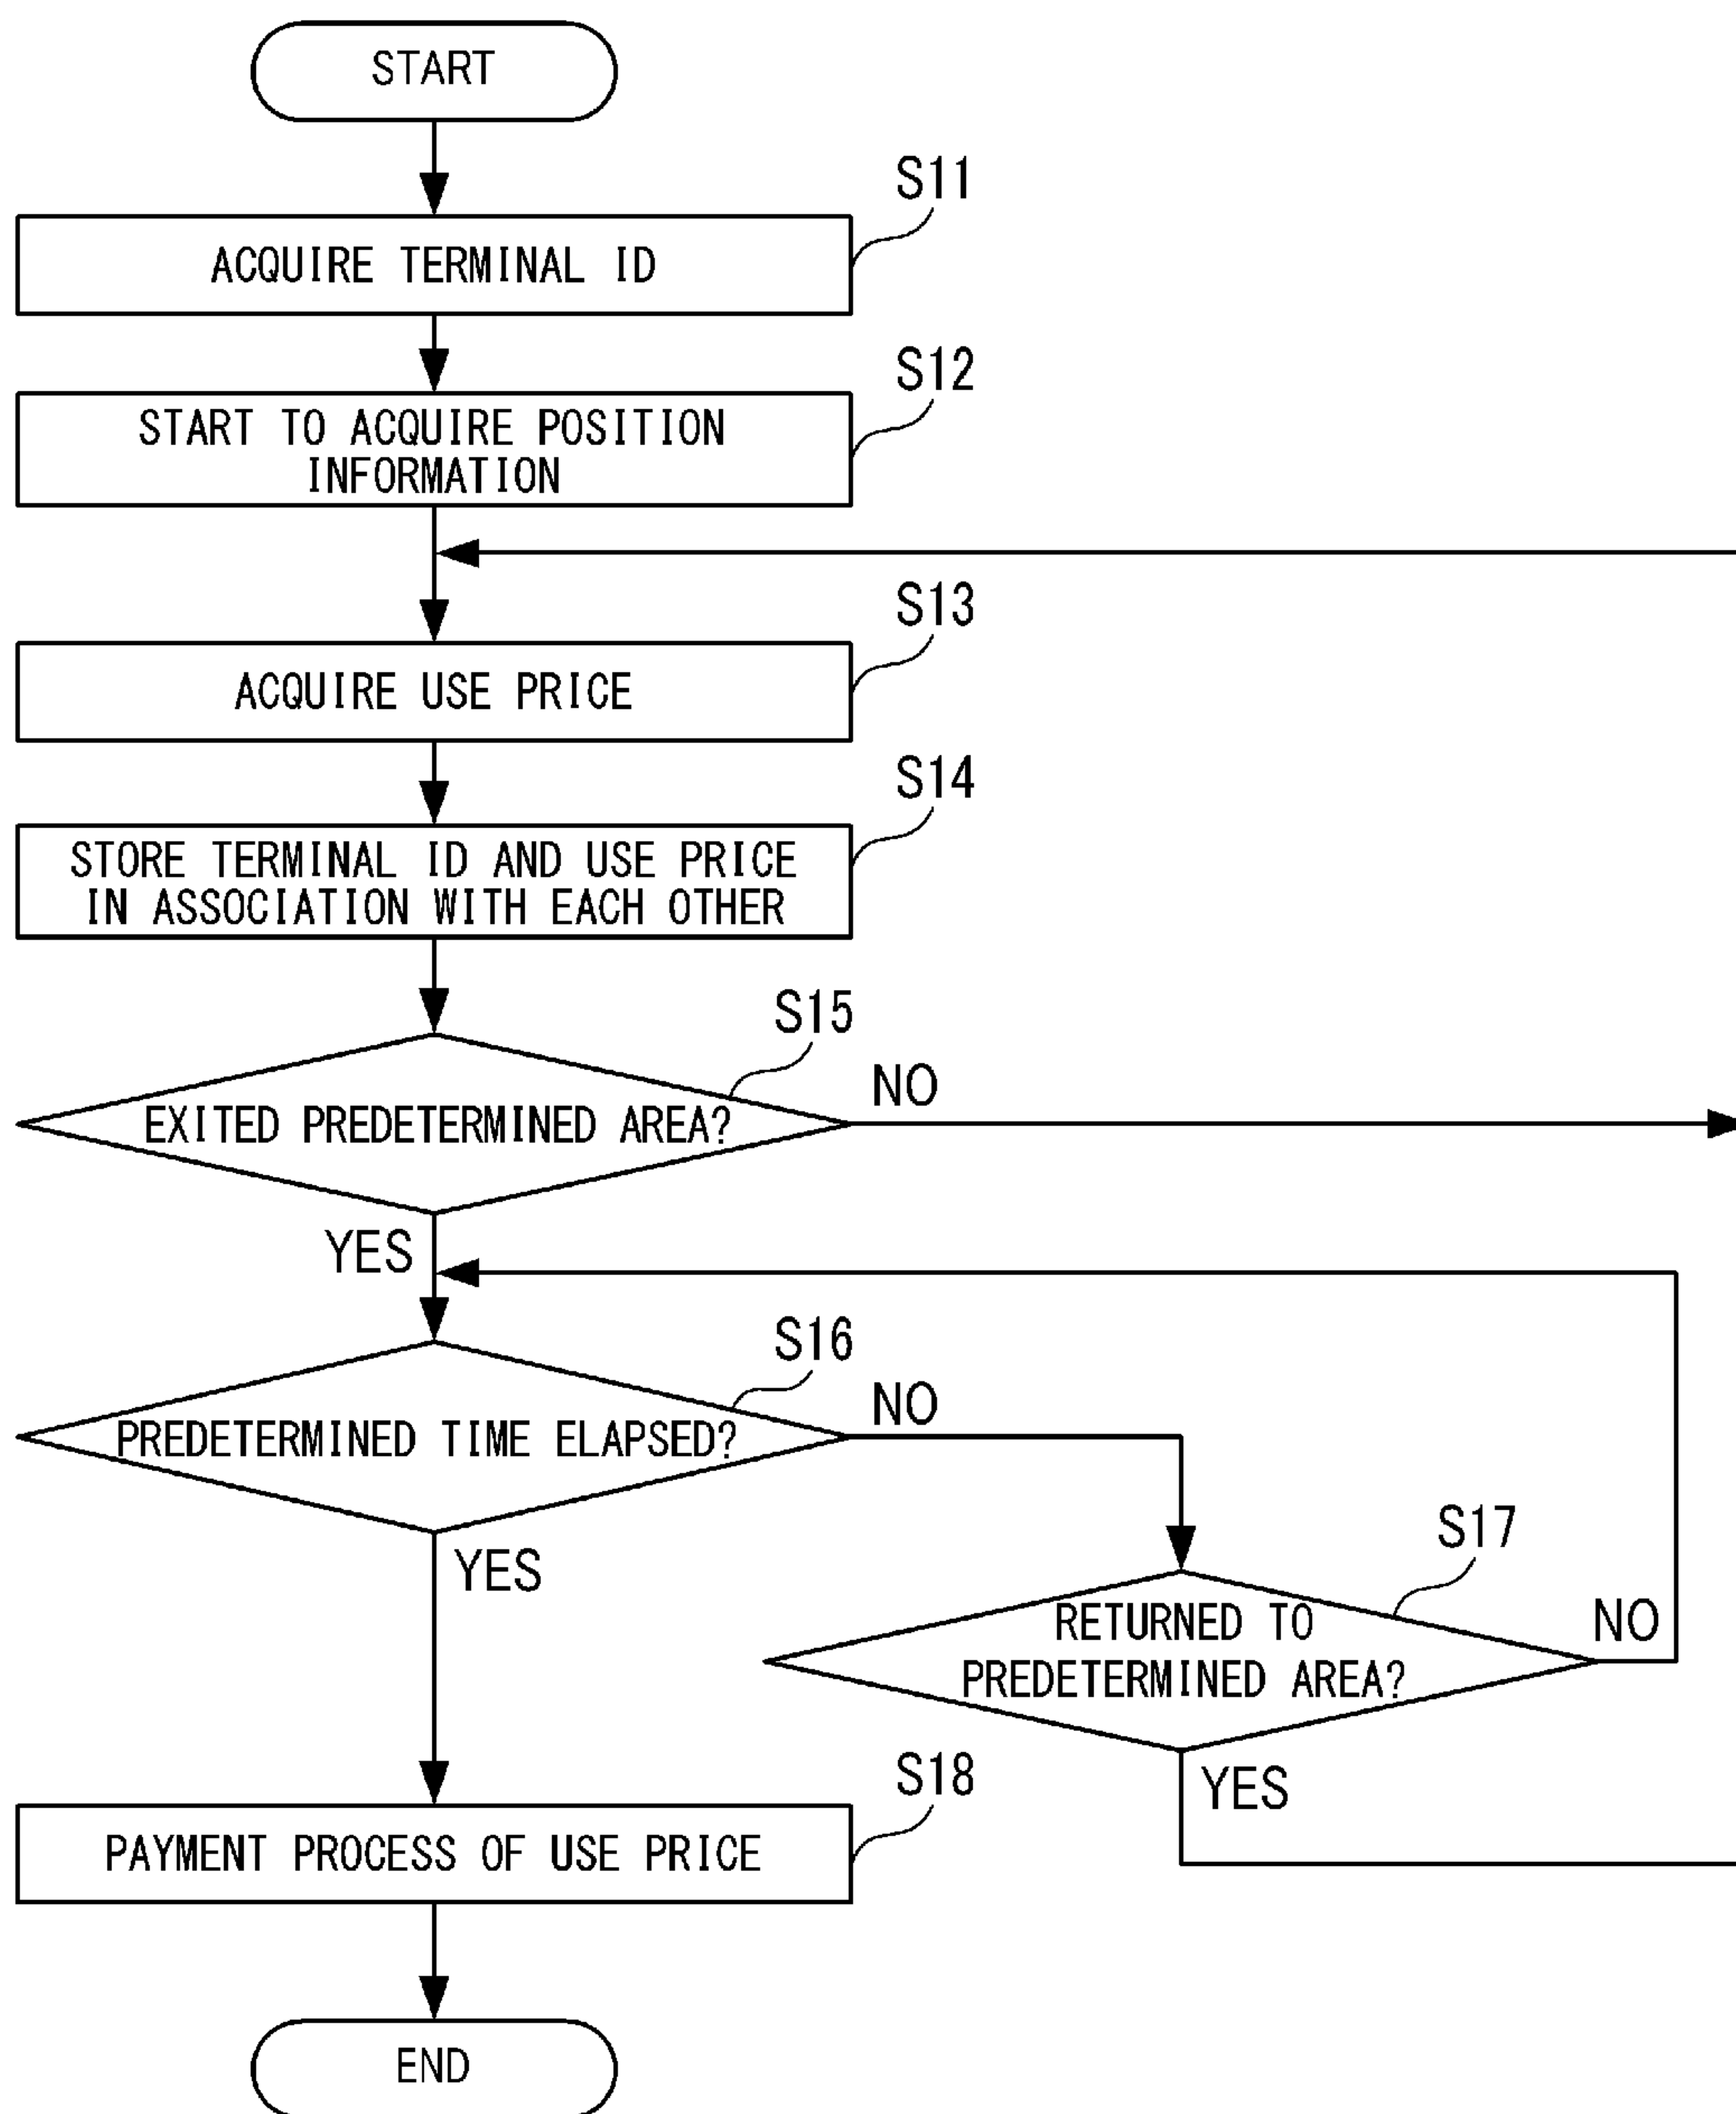 START
S11
ACQUIRE TERMINAL ID
S12
START TO ACQUIRE POSITION
INFORMATION
S13
ACQUIRE USE PRICE
S14
STORE TERMINAL ID AND USE PRICE
IN ASSOCIATION WITH EACH OTHER
S15
NO
EXITED PREDETERMINED AREA?
YES
S16
NO
PREDETERMINED TIME ELAPSED?
YES
S17
RETURNED TO
NO
PREDETERMINED AREA?
YES
S18
PAYMENT PROCESS OF USE PRICE
END